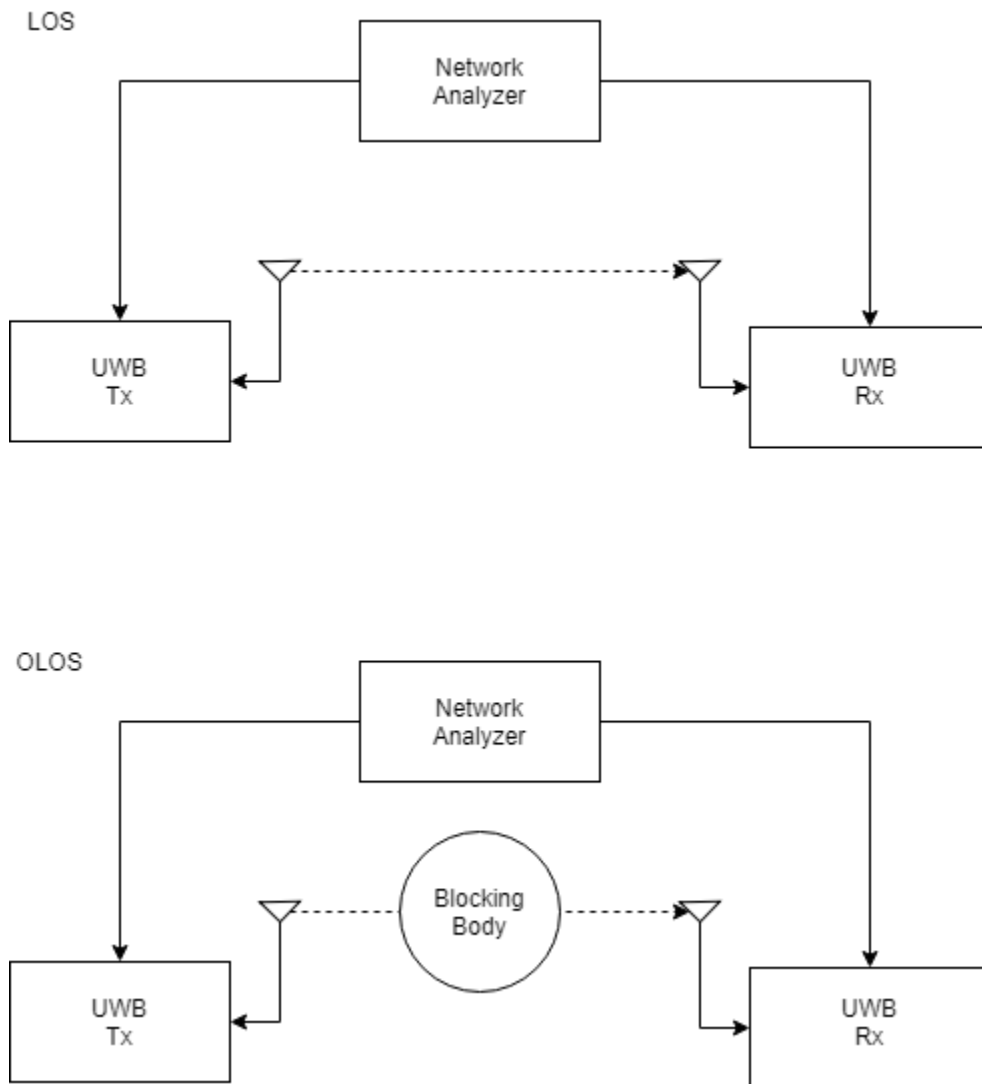 LOS
Network
Analyzer
UWB
Tx
UWB
Rx
OLOS
Network
Analyzer
Blocking
Body
UWB
Tx
UWB
Rx